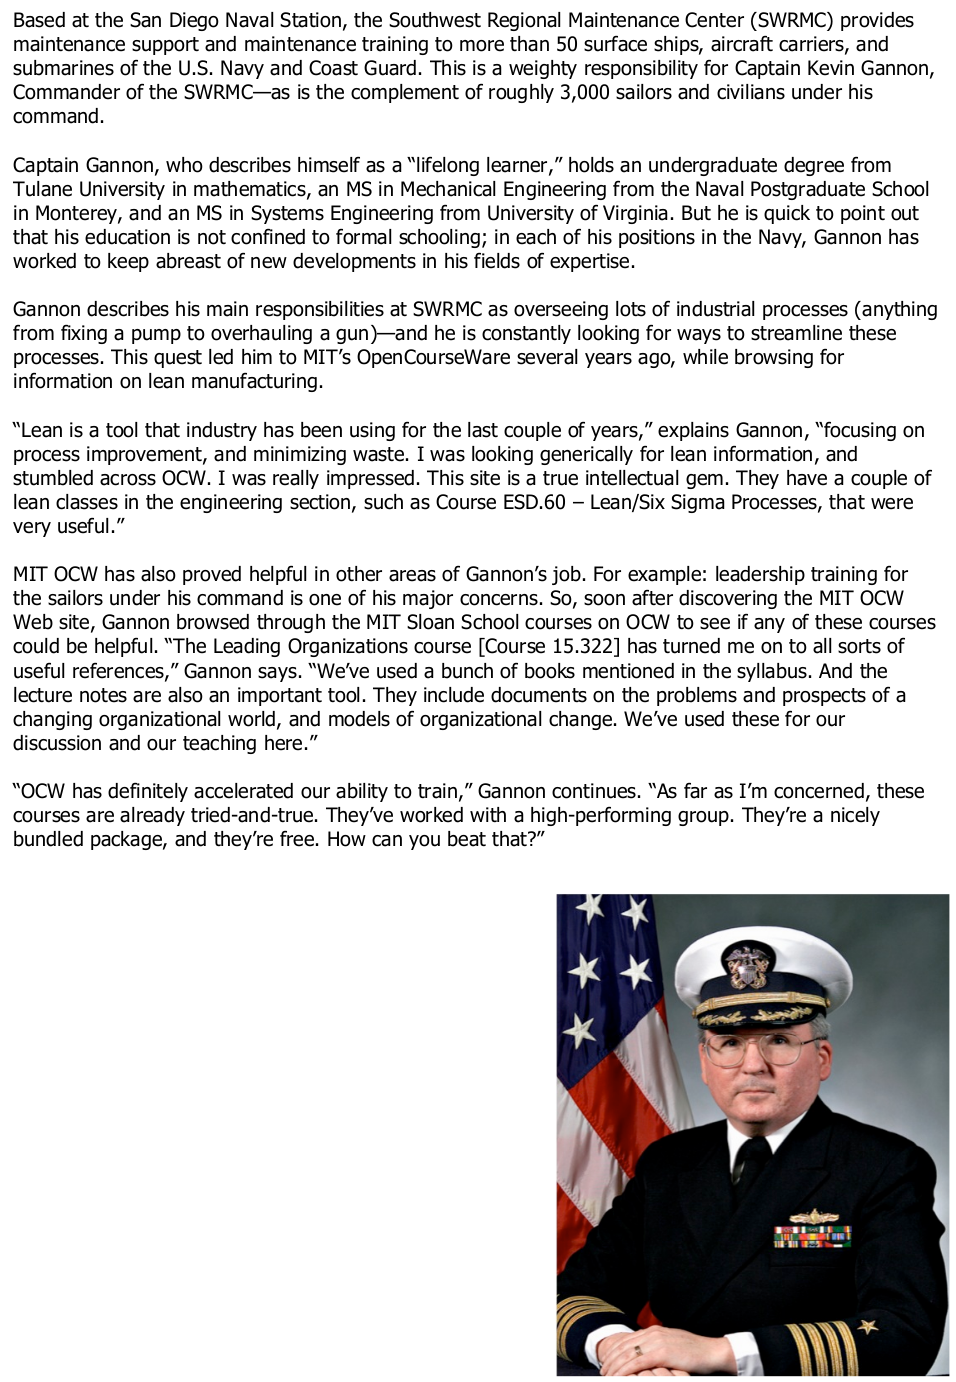 Based at the San Diego Naval Station, the Southwest Regional Maintenance Center (SWRMC) provides
maintenance support and maintenance training to more than 50 surface ships, aircraft carriers, and
submarines of the U.S. Navy and Coast Guard. This is a weighty responsibility for Captain Kevin Gannon,
Commander of the SWRMC—as is the complement of roughly 3,000 sailors and civilians under his
command.
Captain Gannon, who describes himself as a “lifelong learner,” holds an undergraduate degree from
Tulane University in mathematics, an MS in Mechanical Engineering from the Naval Postgraduate School
in Monterey, and an MS in Systems Engineering from University of Virginia. But he is quick to point out
that his education is not confined to formal schooling; in each of his positions in the Navy, Gannon has
worked to keep abreast of new developments in his fields of expertise.
Gannon describes his main responsibilities at SWRMC as overseeing lots of industrial processes (anything
from fixing a pump to overhauling a gun)—and he is constantly looking for ways to streamline these
processes. This quest led him to MIT’s OpenCourseWare several years ago, while browsing for
information on lean manufacturing.
“Lean is a tool that industry has been using for the last couple of years,” explains Gannon, “focusing on
process improvement, and minimizing waste. I was looking generically for lean information, and
stumbled across OCW. I was really impressed. This site is a true intellectual gem. They have a couple of
lean classes in the engineering section, such as Course ESD.60 – Lean/Six Sigma Processes, that were
very useful.”
MIT OCW has also proved helpful in other areas of Gannon’s job. For example: leadership training for
the sailors under his command is one of his major concerns. So, soon after discovering the MIT OCW
Web site, Gannon browsed through the MIT Sloan School courses on OCW to see if any of these courses
could be helpful. “The Leading Organizations course [Course 15.322] has turned me on to all sorts of
useful references,” Gannon says. “We’ve used a bunch of books mentioned in the syllabus. And the
lecture notes are also an important tool. They include documents on the problems and prospects of a
changing organizational world, and models of organizational change. We’ve used these for our
discussion and our teaching here.”
“OCW has definitely accelerated our ability to train,” Gannon continues. “As far as I’m concerned, these
courses are already tried-and-true. They’ve worked with a high-performing group. They’re a nicely
bundled package, and they’re free. How can you beat that?”